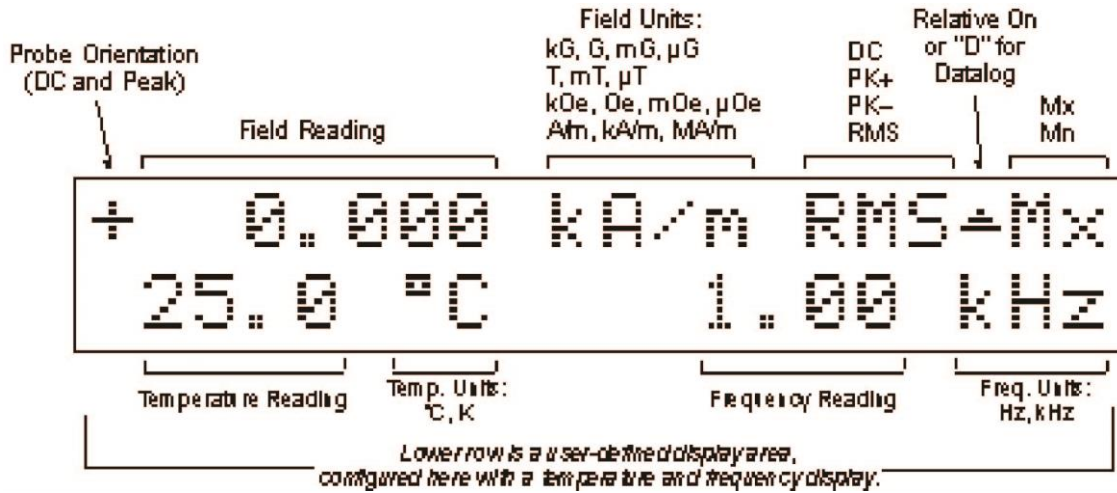 Probe Orientation
(DC and Peak)
Field Reading
Field Units:
kG, G, mG, µG
T, mT, µT
kOe, Oe, mOe, µOe
A/m, kA/m, MA/m
DC
PK+
PK–
RMS
Relative On
or "D" for
Datalog
Mx
Mn
+ 0.000 kA/m RMS Mx
25.0 °C 1.00 kHz
Temperature Reading
Temp. Units:
°C, K
Frequency Reading
Freq. Units:
Hz, kHz
Lower row is a user-defined display area,
configured here with a temperature and frequency display.